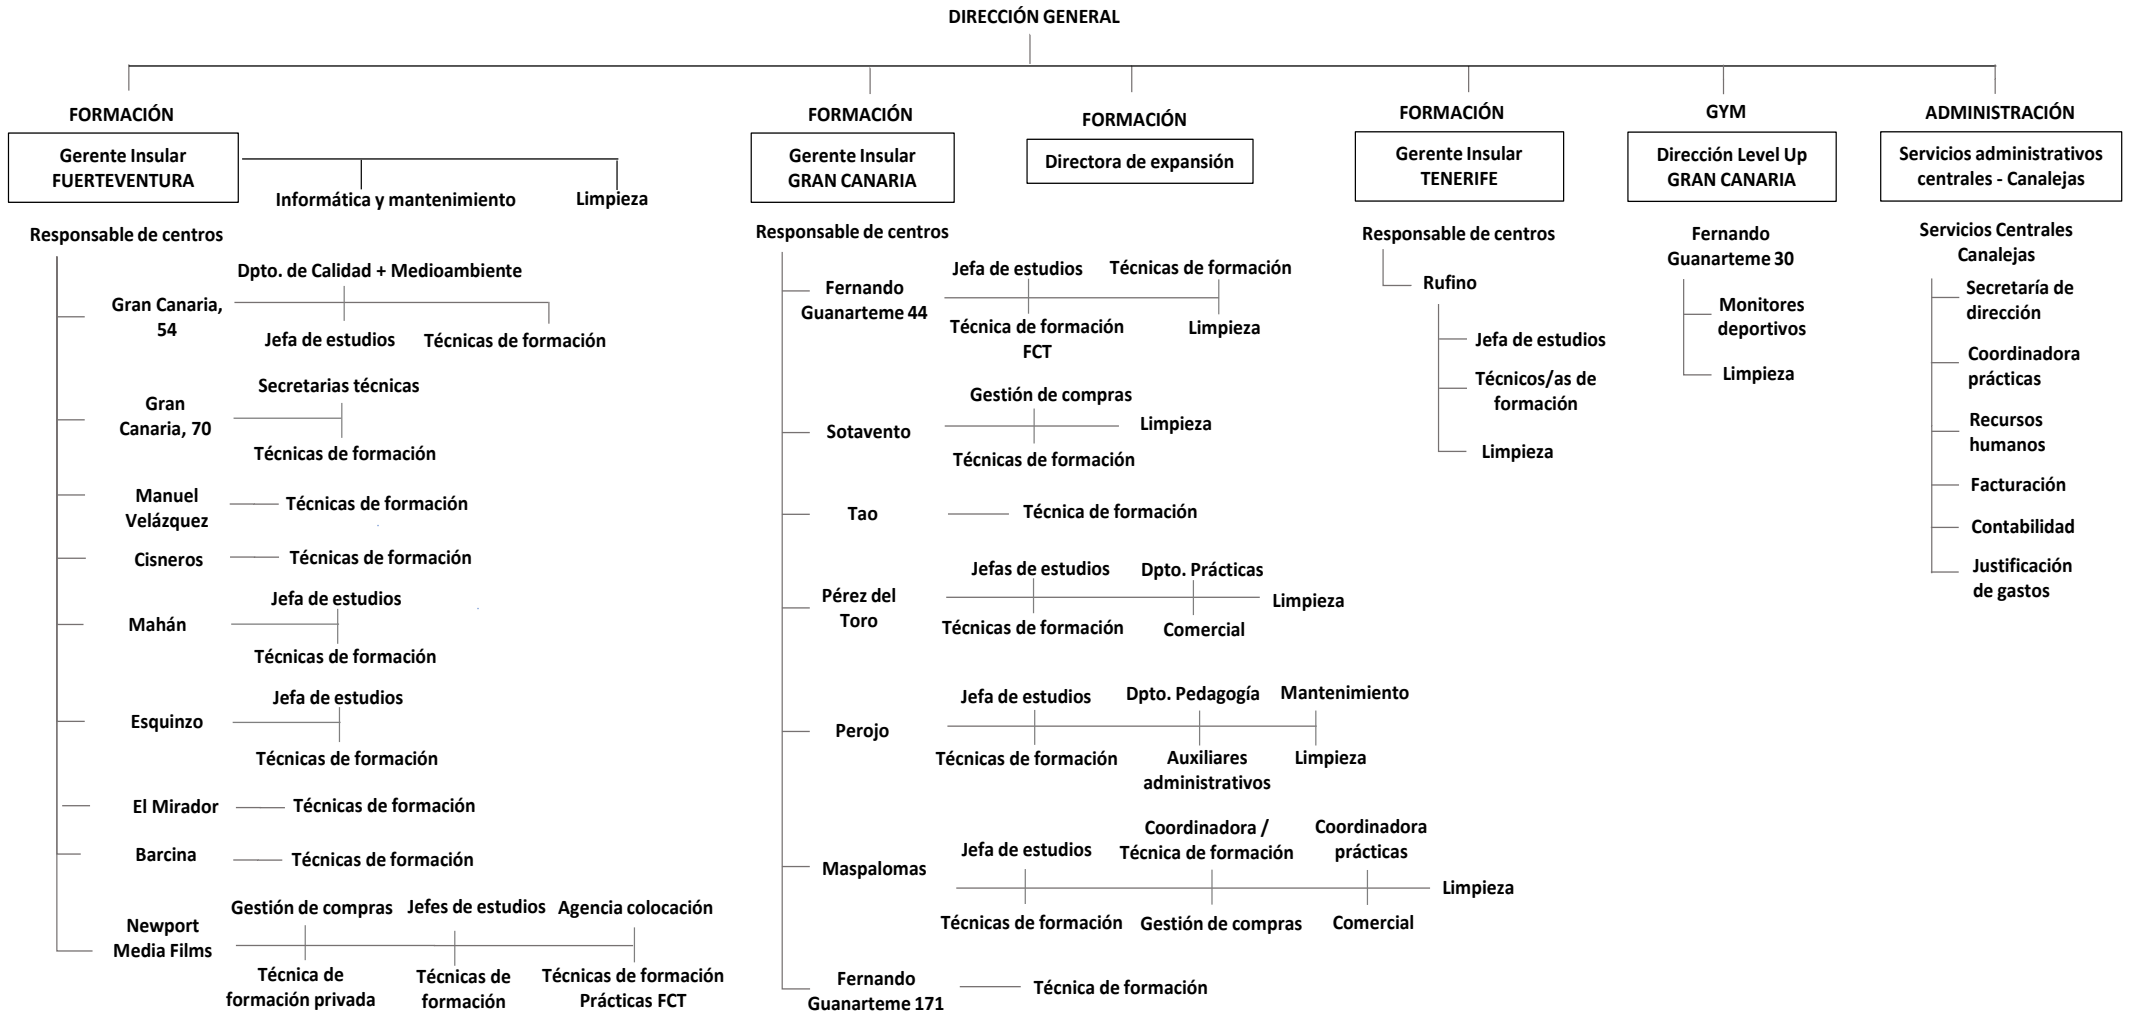 DIRECCIÓN GENERAL
FORMACIÓN
Gerente Insular
FUERTEVENTURA
Informática y mantenimiento
Limpieza
Responsable de centros
Gran Canaria,
54
Dpto. de Calidad + Medioambiente
Jefa de estudios
Técnicas de formación
Gran
Canaria, 70
Secretarias técnicas
Técnicas de formación
Manuel
Velázquez
Técnicas de formación
Cisneros
Técnicas de formación
Mahán
Jefa de estudios
Técnicas de formación
Esquinzo
Jefa de estudios
Técnicas de formación
El Mirador
Técnicas de formación
Barcina
Técnicas de formación
Newport
Media Films
Gestión de compras
Jefes de estudios
Agencia colocación
Técnica de
formación privada
Técnicas de
formación
Técnicas de formación
Prácticas FCT
FORMACIÓN
Gerente Insular
GRAN CANARIA
Responsable de centros
Fernando
Guanarteme 44
Jefa de estudios
Técnicas de formación
Técnica de formación
FCT
Limpieza
Sotavento
Gestión de compras
Limpieza
Técnicas de formación
Tao
Técnica de formación
Pérez del
Toro
Jefas de estudios
Dpto. Prácticas
Limpieza
Técnicas de formación
Comercial
Perojo
Jefa de estudios
Dpto. Pedagogía
Mantenimiento
Técnicas de formación
Auxiliares
administrativos
Limpieza
Maspalomas
Jefa de estudios
Coordinadora /
Técnica de formación
Coordinadora
prácticas
Limpieza
Técnicas de formación
Gestión de compras
Comercial
Fernando
Guanarteme 171
Técnica de formación
FORMACIÓN
Directora de expansión
FORMACIÓN
Gerente Insular
TENERIFE
Responsable de centros
Rufino
Jefa de estudios
Técnicos/as de
formación
Limpieza
GYM
Dirección Level Up
GRAN CANARIA
Fernando
Guanarteme 30
Monitores
deportivos
Limpieza
ADMINISTRACIÓN
Servicios administrativos
centrales - Canalejas
Servicios Centrales
Canalejas
Secretaría de
dirección
Coordinadora
prácticas
Recursos
humanos
Facturación
Contabilidad
Justificación
de gastos